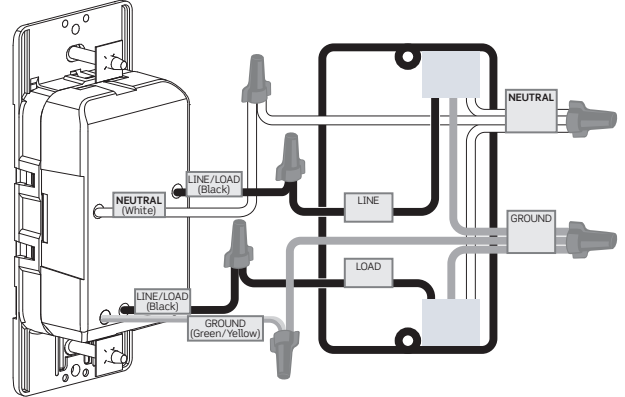 NEUTRAL
LINE/LOAD
(Black)
NEUTRAL
(White)
LINE
GROUND
LOAD
LINE/LOAD
(Black)
GROUND
(Green/Yellow)